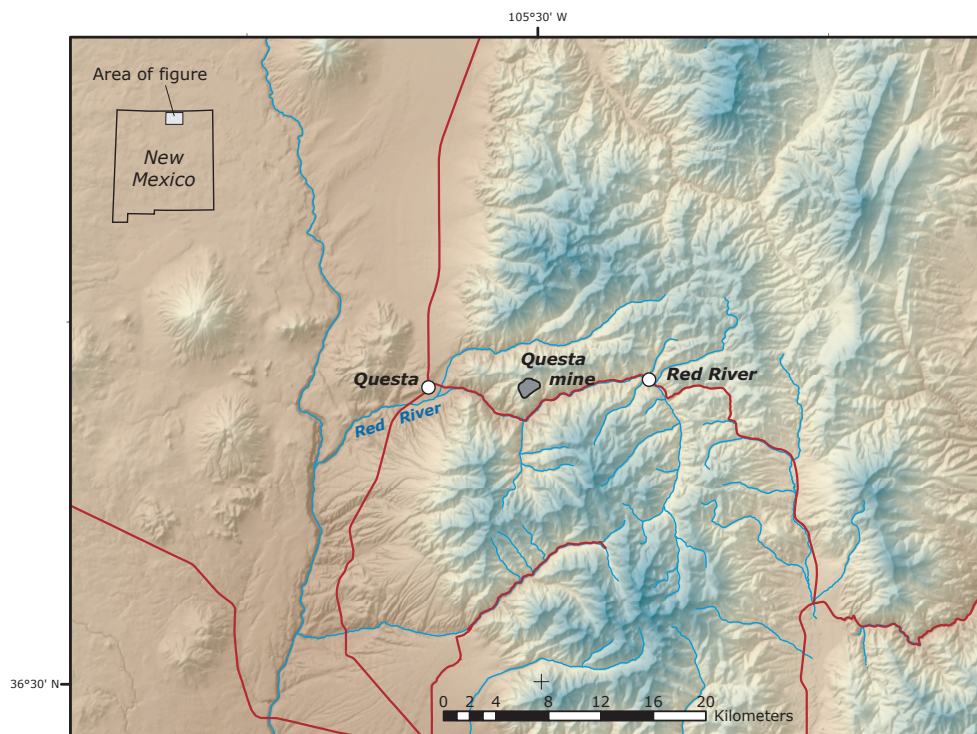 105°30' W
Area of figure
New
Mexico
Questa
mine
Questa
Red River
Red River
36°30' N
0 2 4 8 12 16 20
Kilometers